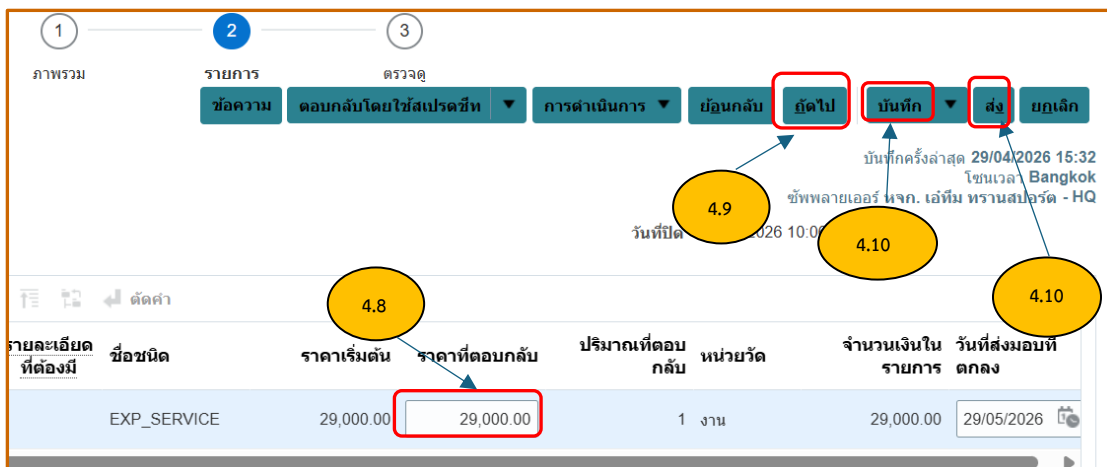 1 2 3
ภาพรวม รายการ ตรวจดู
ข้อความ ตอบกลับโดยใช้สเปรดชีท การดำเนินการ ย้อนกลับ ถัดไป บันทึก ส่ง ยกเลิก
บันทึกครั้งล่าสุด 29/04/2026 15:32
โซนเวลา Bangkok
ซัพพลายเออร์ หจก. เอ๋ทีม ทรานสปอร์ต - HQ
4.9
วันที่ปิด 2026 10:00
4.10
4.10
ตัดคำ
4.8
รายละเอียดที่ต้องมี ชื่อชนิด ราคาเริ่มต้น ราคาที่ตอบกลับ ปริมาณที่ตอบกลับ หน่วยวัด จำนวนเงินในรายการ วันที่ส่งมอบที่ตกลง
EXP_SERVICE 29,000.00 29,000.00 1 งาน 29,000.00 29/05/2026